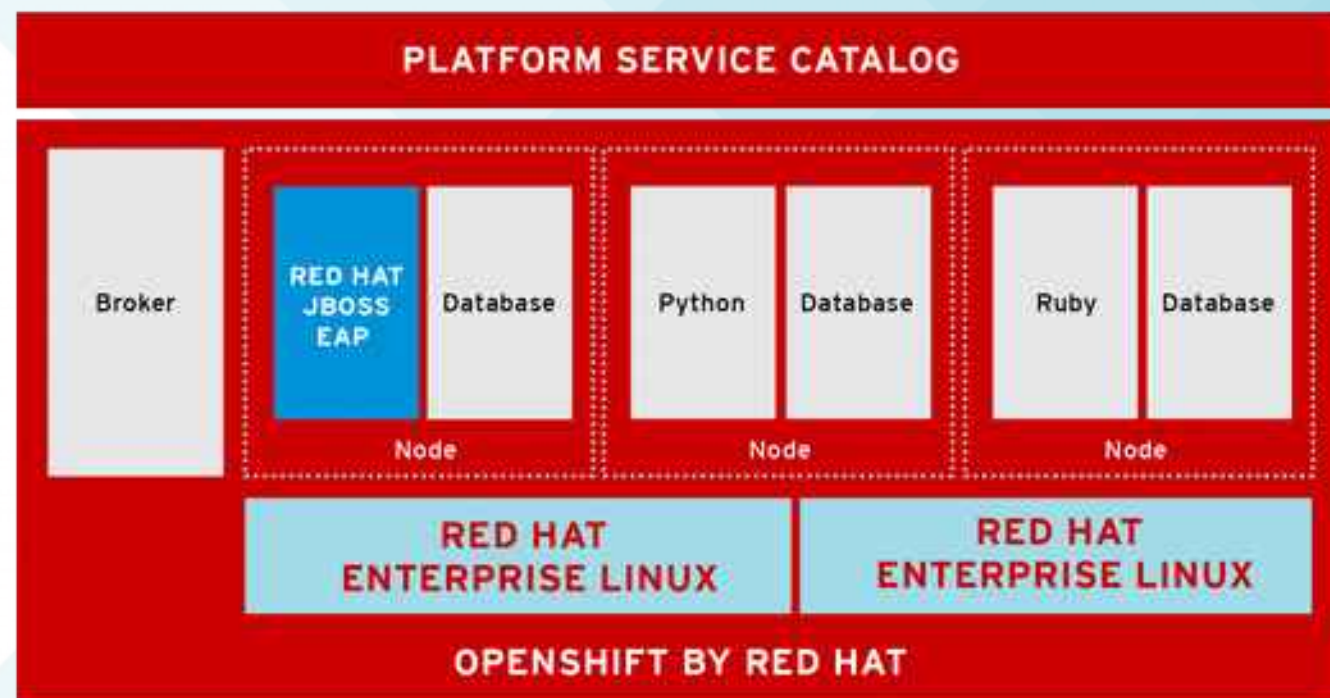 PLATFORM SERVICE CATALOG
Broker
RED HAT
JBOSS
EAP
Database
Node
Python
Database
Node
Ruby
Database
Node
RED HAT
ENTERPRISE LINUX
RED HAT
ENTERPRISE LINUX
OPENSHIFT BY RED HAT